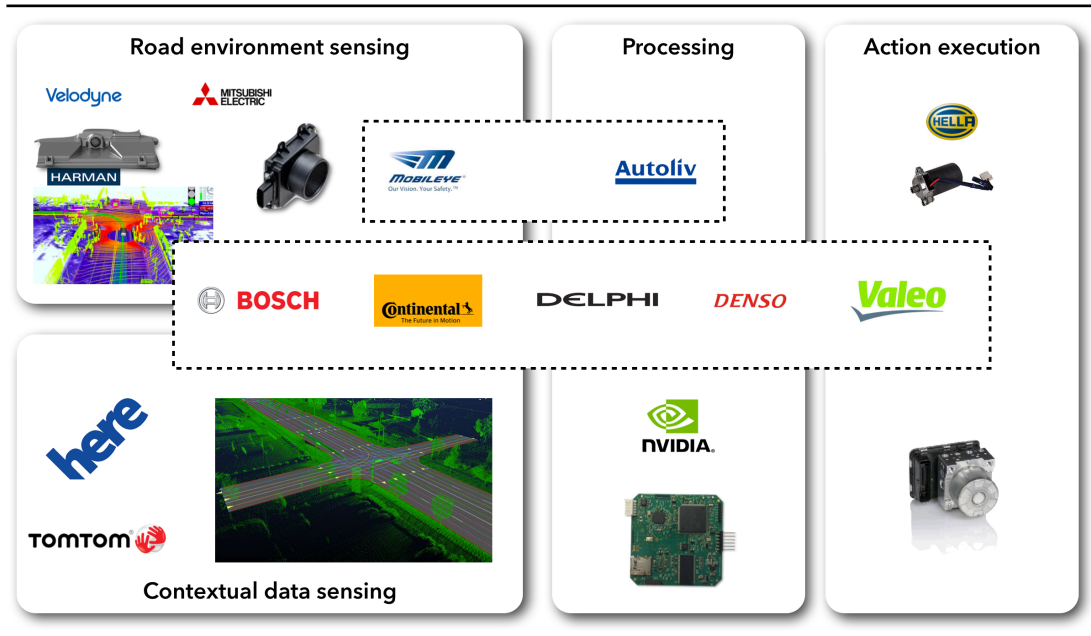 Road environment sensing
Velodyne
MITSUBISHI
ELECTRIC
HARMAN
MOBILEYE®
Our Vision. Your Safety.™
Processing
Autoliv
Action execution
HELLA
BOSCH
Continental
The Future in Motion
DELPHI
DENSO
Valeo
here
TOMTOM
Contextual data sensing
NVIDIA.